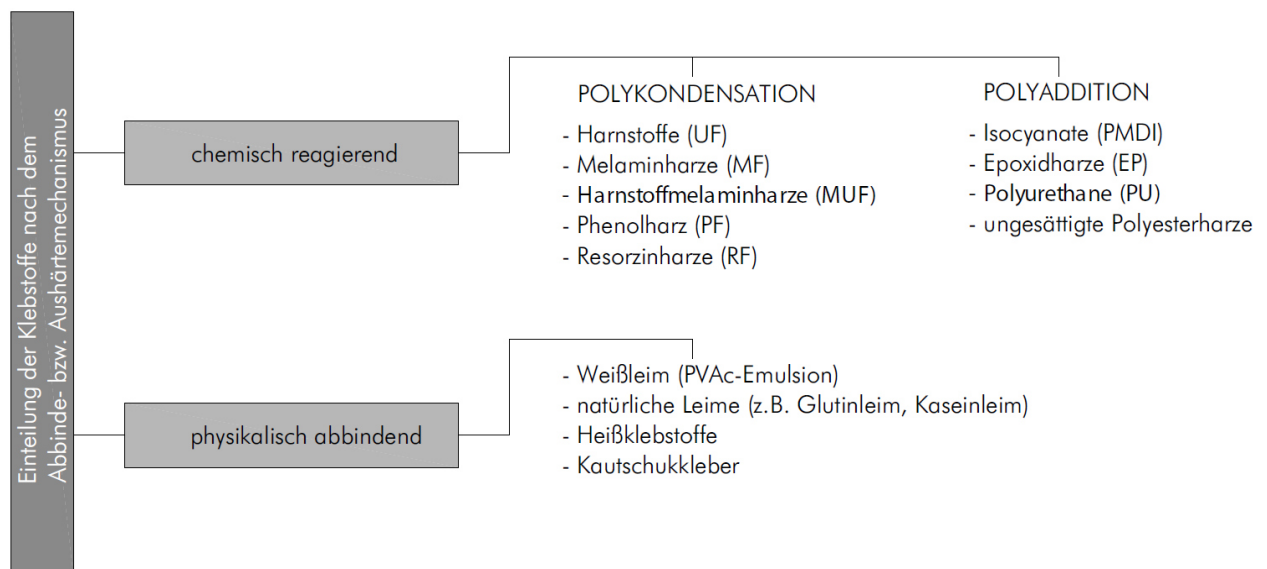 Einteilung der Klebstoffe nach dem
Abbinde- bzw. Aushärtemechanismus
chemisch reagierend
POLYKONDENSATION
- Harnstoffe (UF)
- Melaminharze (MF)
- Harnstoffmelaminharze (MUF)
- Phenolharz (PF)
- Resorzinharze (RF)
POLYADDITION
- Isocyanate (PMDI)
- Epoxidharze (EP)
- Polyurethane (PU)
- ungesättigte Polyesterharze
physikalisch abbindend
- Weißleim (PVAc-Emulsion)
- natürliche Leime (z.B. Glutinleim, Kaseinleim)
- Heißklebstoffe
- Kautschukkleber